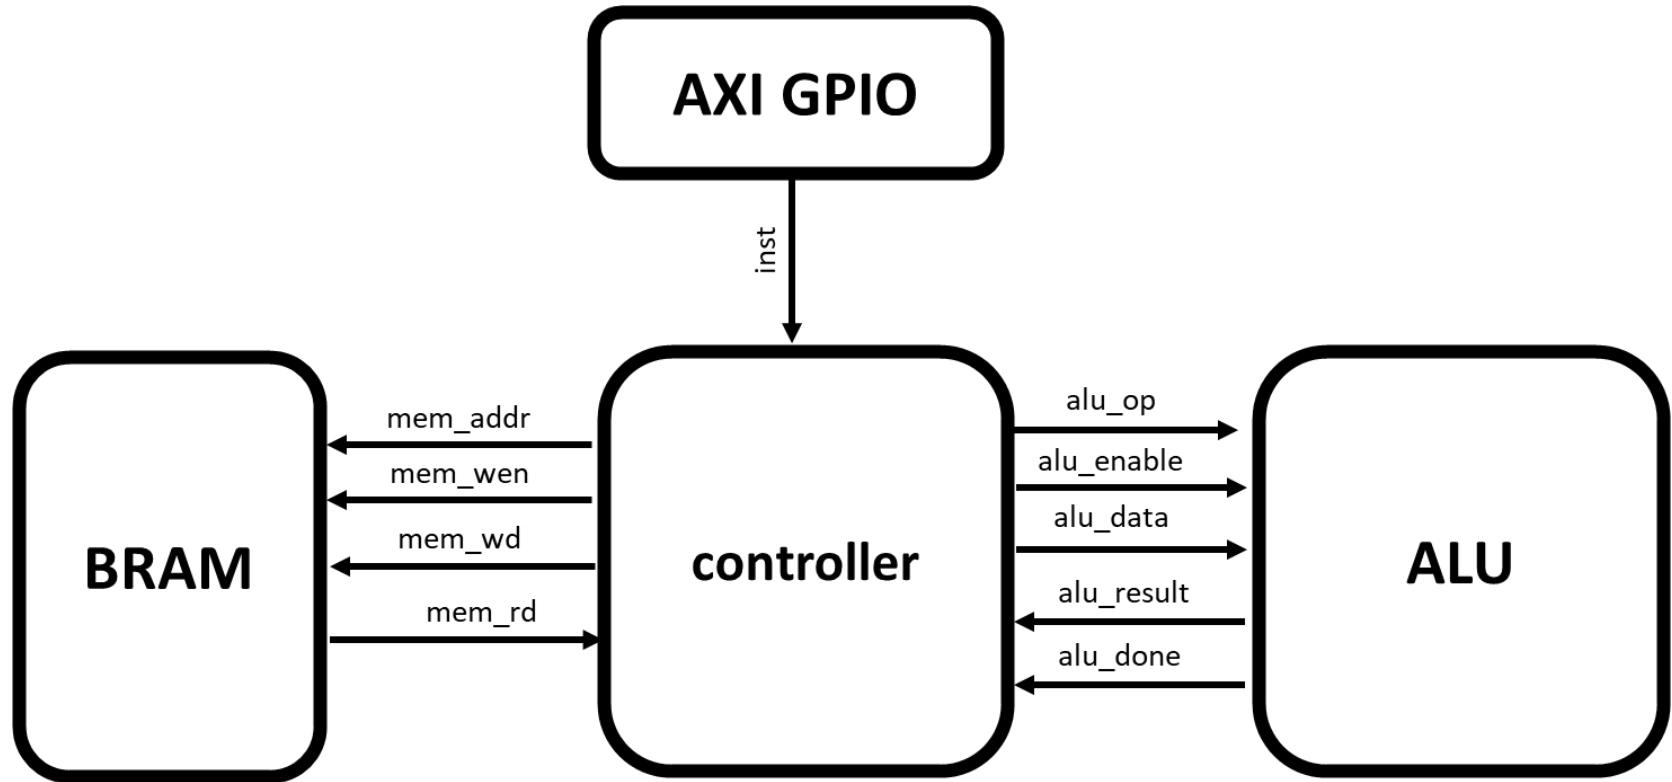 AXI GPIO
inst
mem_addr
mem_wen
mem_wd
mem_rd
BRAM
controller
alu_op
alu_enable
alu_data
alu_result
alu_done
ALU